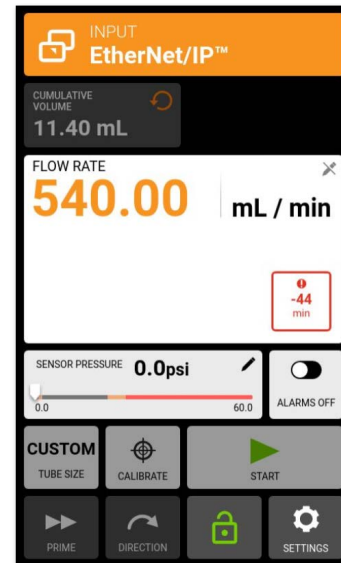 INPUT
EtherNet/IP™
CUMULATIVE
VOLUME
11.40 mL
FLOW RATE
540.00 mL / min
-44
min
SENSOR PRESSURE 0.0psi
0.0 60.0
ALARMS OFF
CUSTOM
TUBE SIZE
CALIBRATE
START
PRIME
DIRECTION
SETTINGS